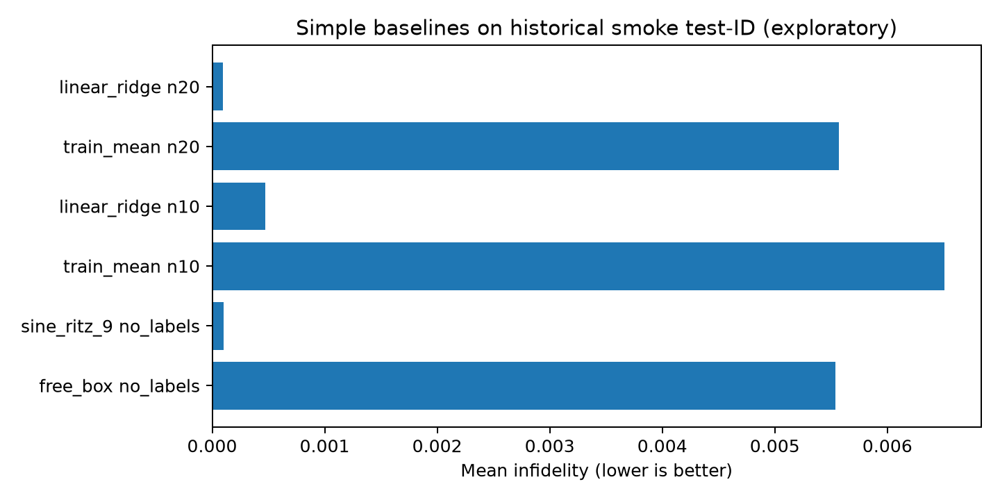 Simple baselines on historical smoke test-ID (exploratory)
linear_ridge n20
train_mean n20
linear_ridge n10
train_mean n10
sine_ritz_9 no_labels
free_box no_labels
0.000 0.001 0.002 0.003 0.004 0.005 0.006
Mean infidelity (lower is better)